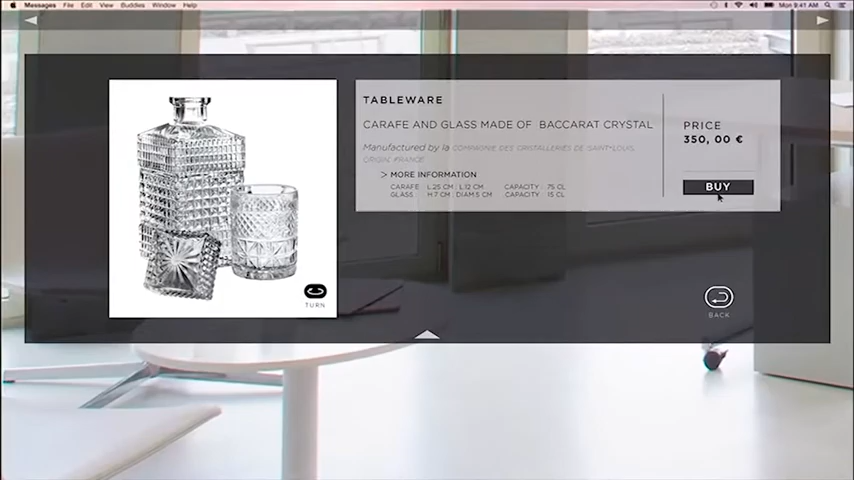 Messages File Edit View Buddies Window Help
Mon 9:41 AM
TABLEWARE
CARAFE AND GLASS MADE OF BACCARAT CRYSTAL
Manufactured by la COMPAGNIE DES CRISTALLERIES DE SAINT-LOUIS.
ORIGIN: FRANCE
> MORE INFORMATION
CARAFE : L.25 CM : L.12 CM CAPACITY : 75 CL
GLASS : H 7 CM : DIAM.5 CM CAPACITY : 15 CL
PRICE
350, 00 €
BUY
TURN
BACK